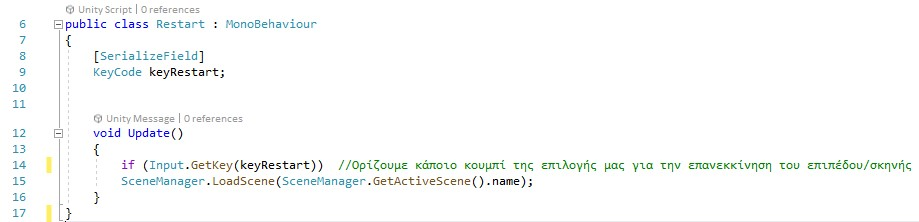 Unity Script | 0 references
6 public class Restart : MonoBehaviour
7 {
8 [SerializeField]
9 KeyCode keyRestart;
10
11
Unity Message | 0 references
12 void Update()
13 {
14 if (Input.GetKey(keyRestart)) //Ορίζουμε κάποιο κουμπί της επιλογής μας για την επανεκκίνηση του επιπέδου/σκηνής
15 SceneManager.LoadScene(SceneManager.GetActiveScene().name);
16 }
17 }